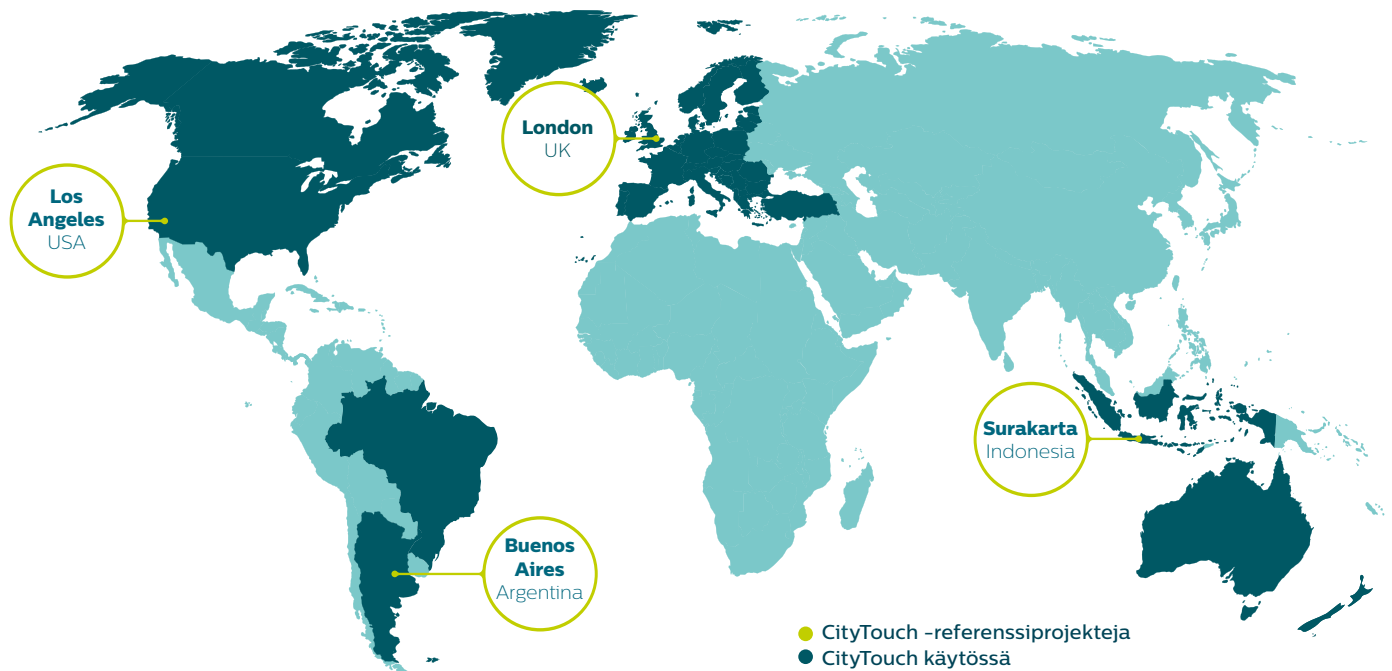 London
UK
Los
Angeles
USA
Surakarta
Indonesia
Buenos
Aires
Argentina
CityTouch -referenssiprojekteja
CityTouch käytössä